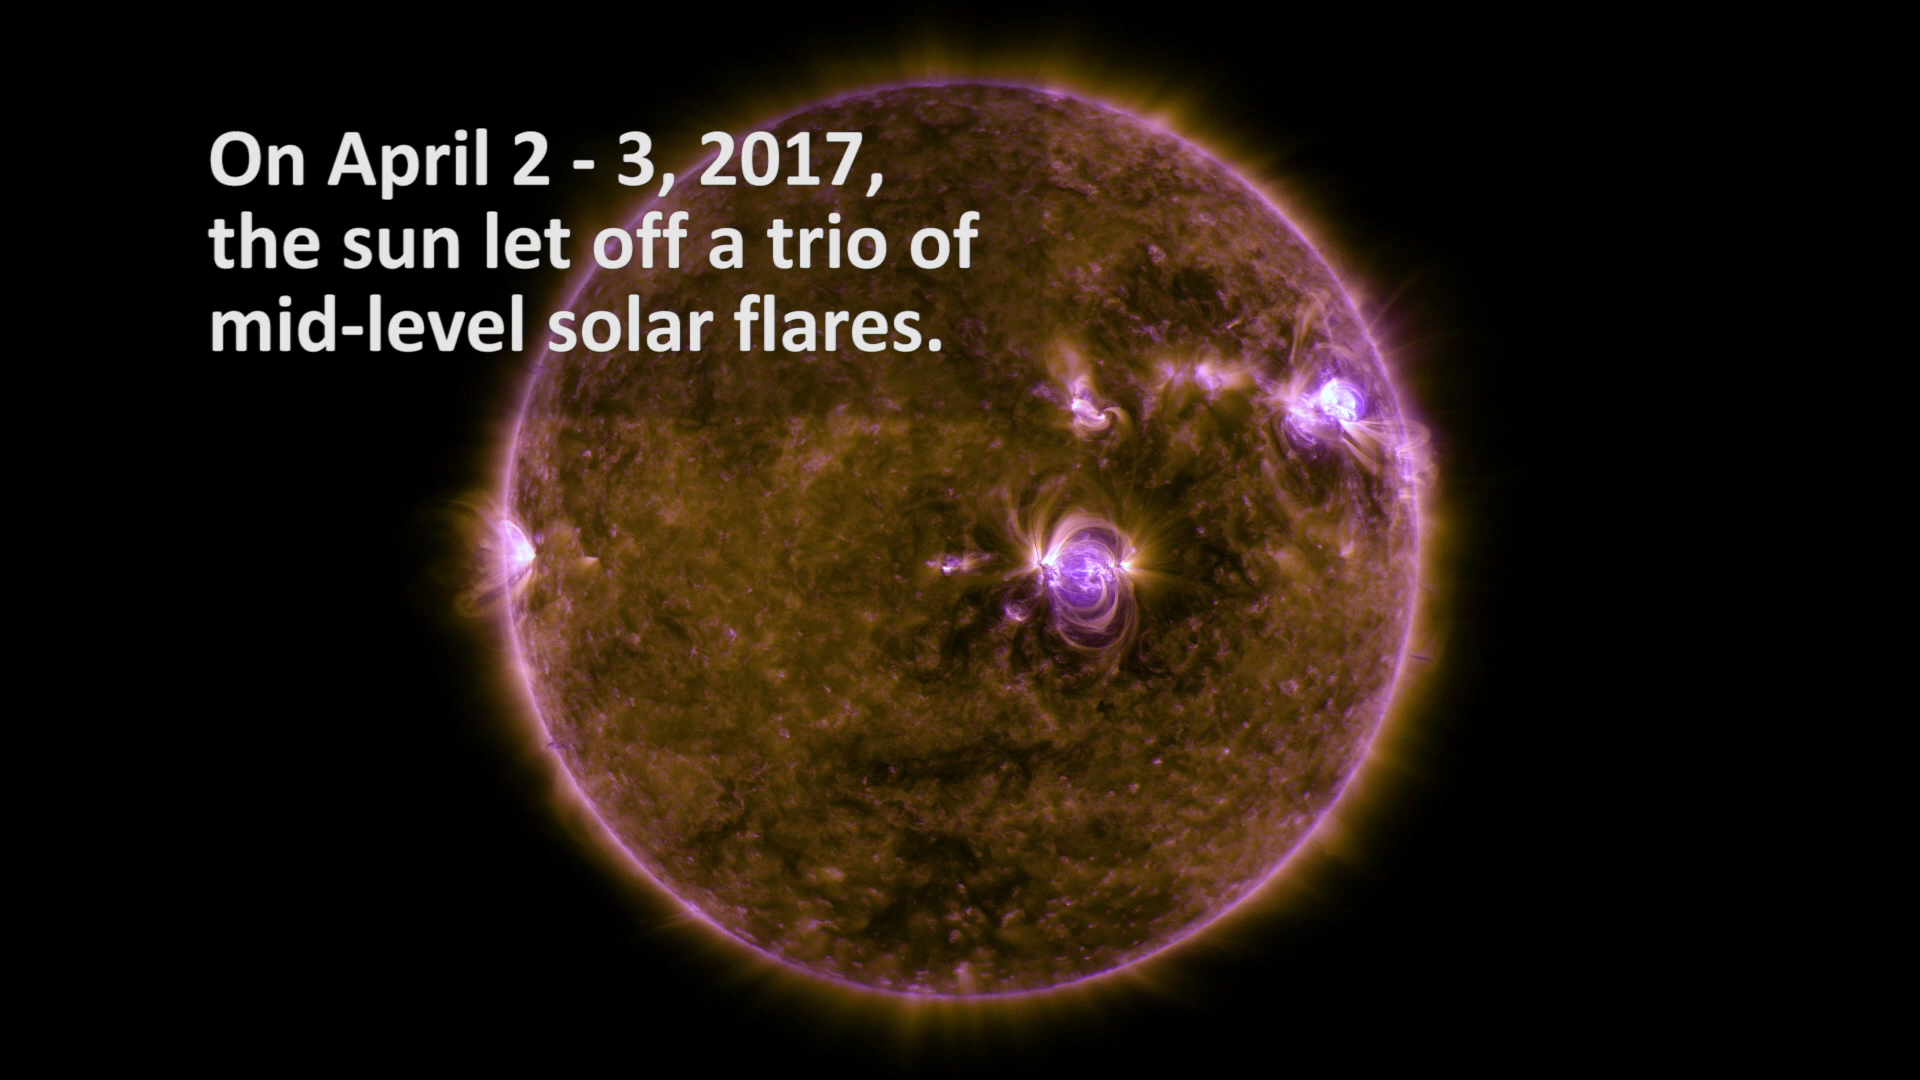 On April 2 - 3, 2017,
the sun let off a trio of
mid-level solar flares.